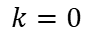 k = 0